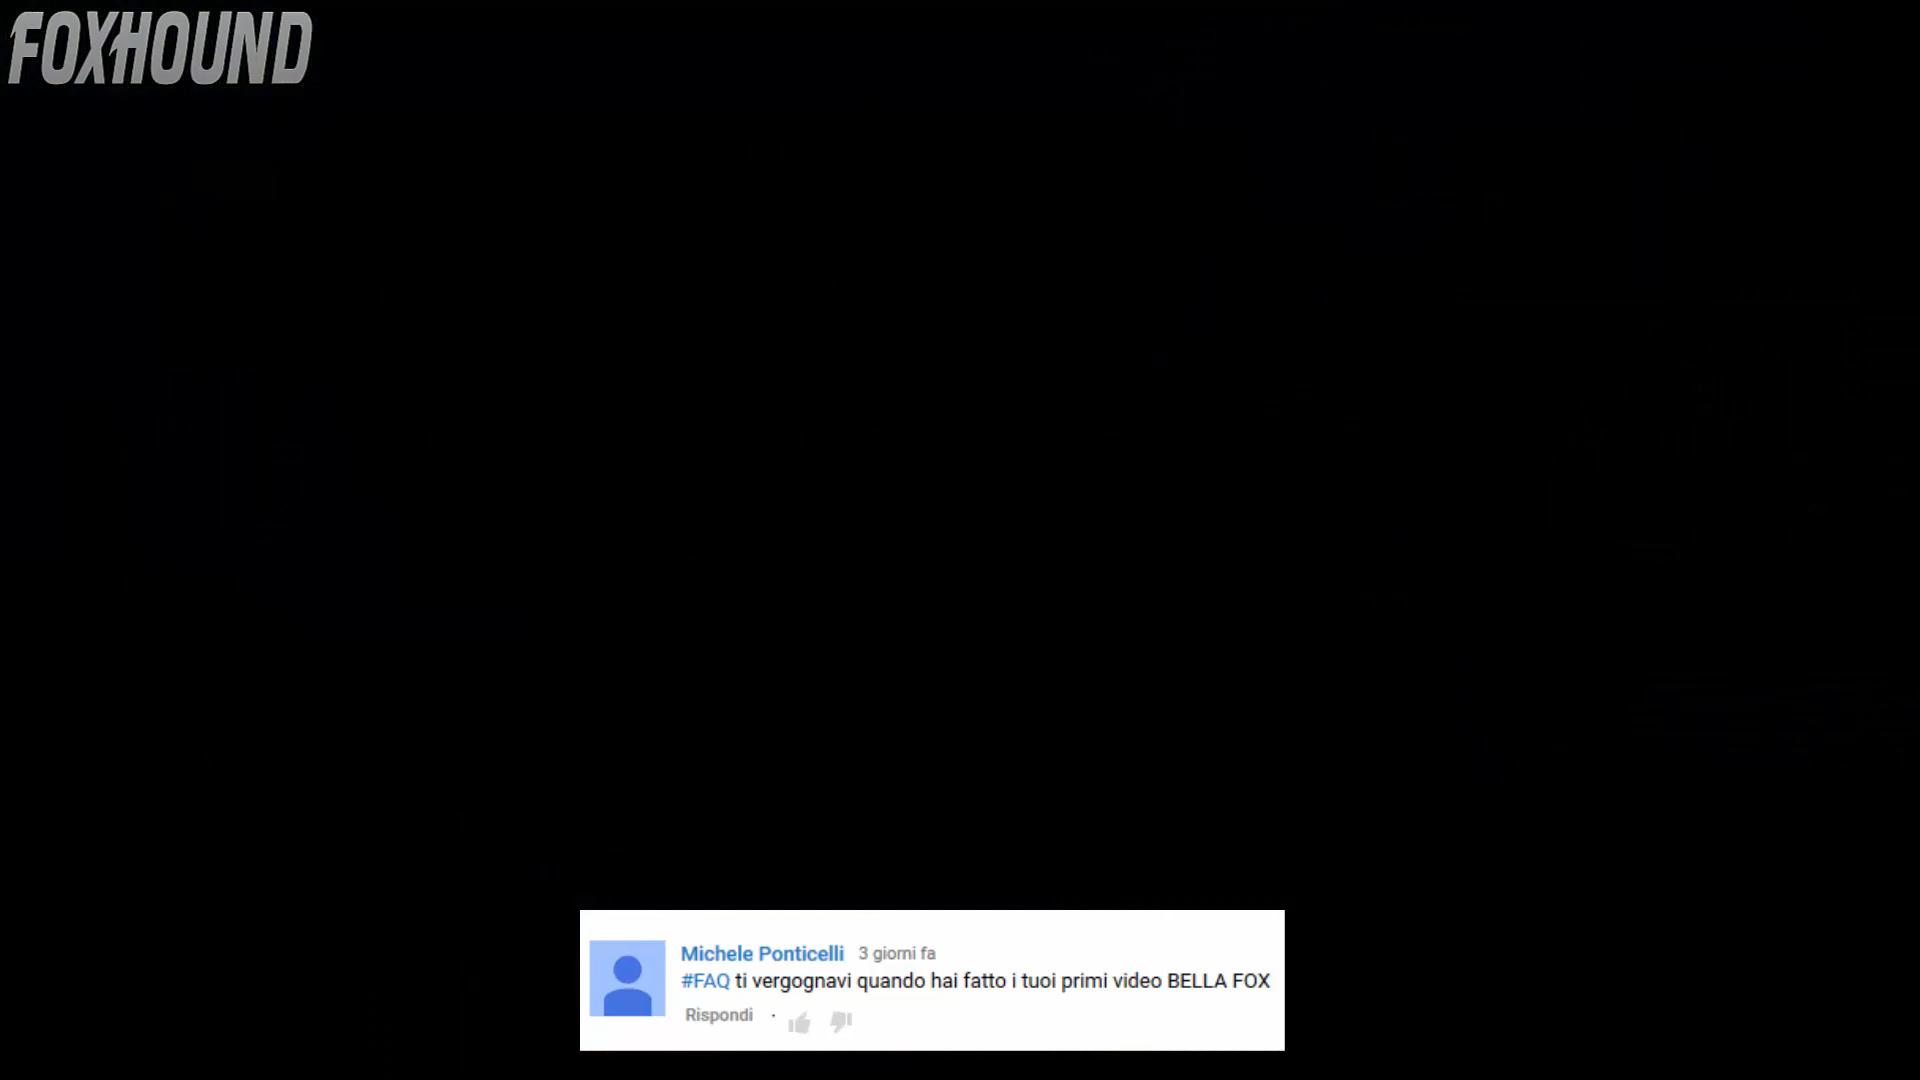 FOXHOUND
Michele Ponticelli 3 giorni fa
#FAQ ti vergognavi quando hai fatto i tuoi primi video BELLA FOX
Rispondi ·